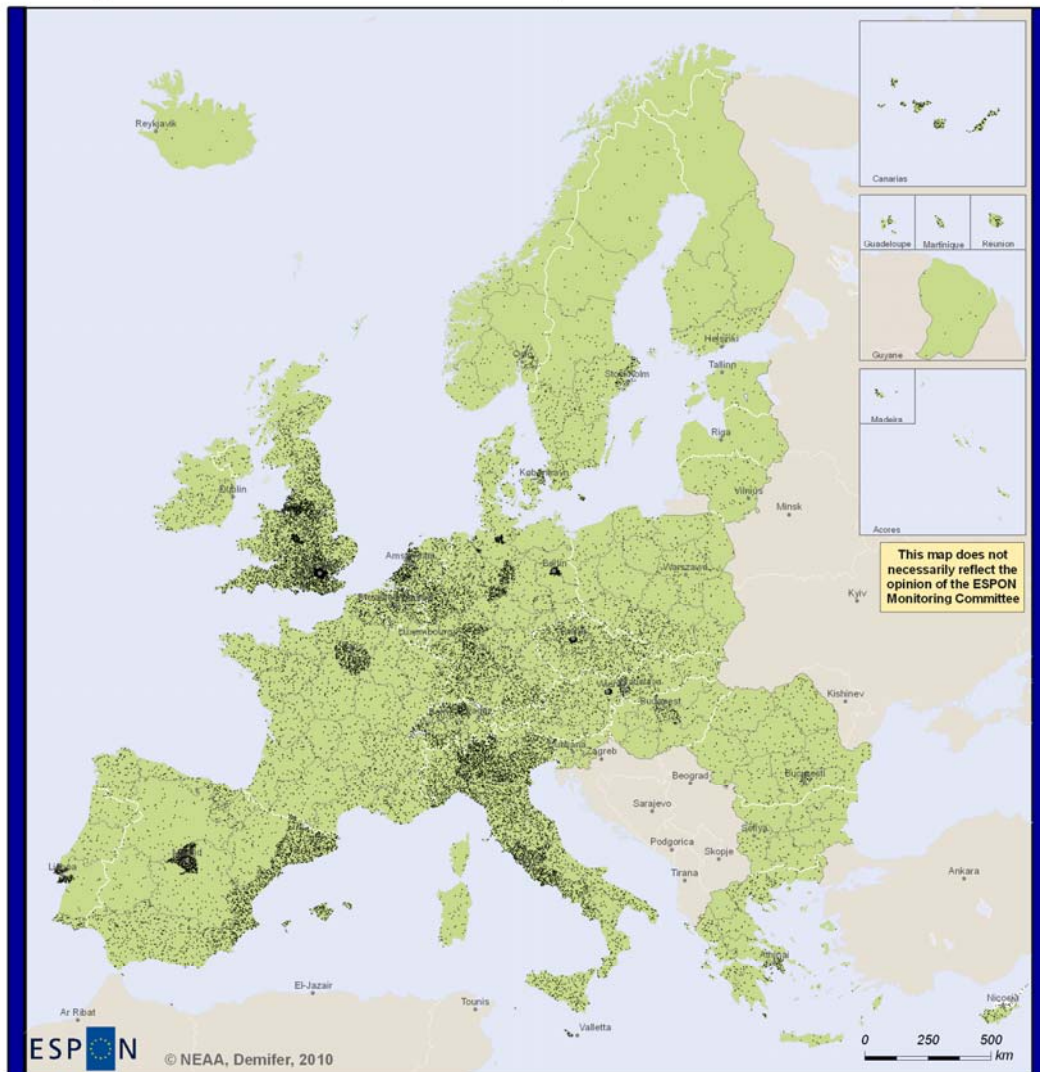 Reykjavik
Canarias
Guadeloupe
Martinique
Reunion
Guyane
Helsinki
Tallinn
Oslo
Stockholm
Riga
Madeira
Dublin
København
Vilnius
Minsk
Acores
Amsterdam
Berlin
Warszawa
This map does not
necessarily reflect the
opinion of the ESPON
Monitoring Committee
Kyiv
Luxembourg
Kishinev
Budapest
Zagreb
Beograd
Bucuresti
Sarajevo
Sofiya
Podgorica
Skopje
Lisboa
Tirana
Ankara
El-Jazair
Tounis
Nicosia
Ar Ribat
Valletta
0 250 500
km
ESPON
© NEAA, Demifer, 2010